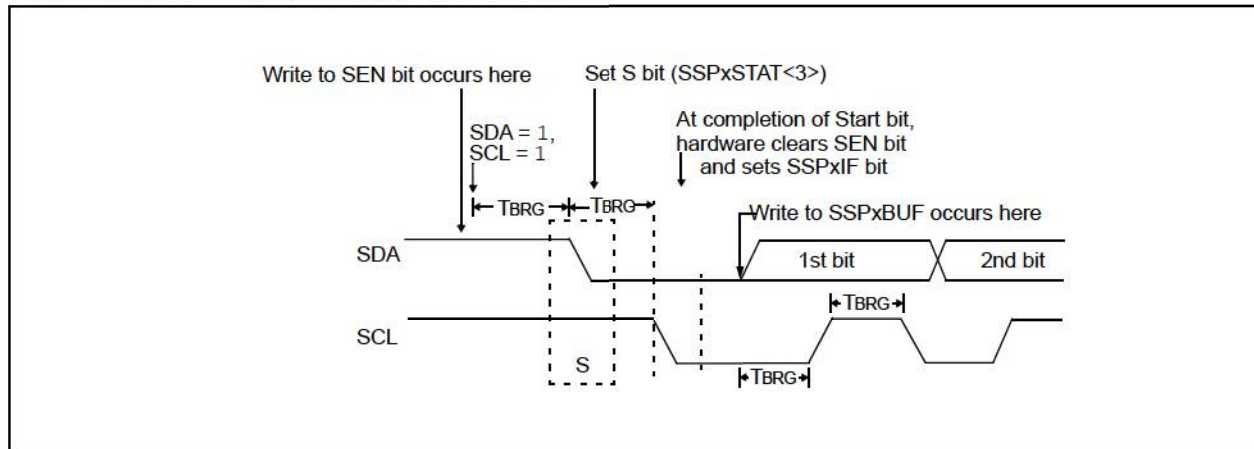 Write to SEN bit occurs here
Set S bit (SSPxSTAT<3>)
SDA = 1,
SCL = 1
At completion of Start bit,
hardware clears SEN bit
and sets SSPxIF bit
TBRG
TBRG
Write to SSPxBUF occurs here
SDA
1st bit
2nd bit
TBRG
SCL
S
TBRG